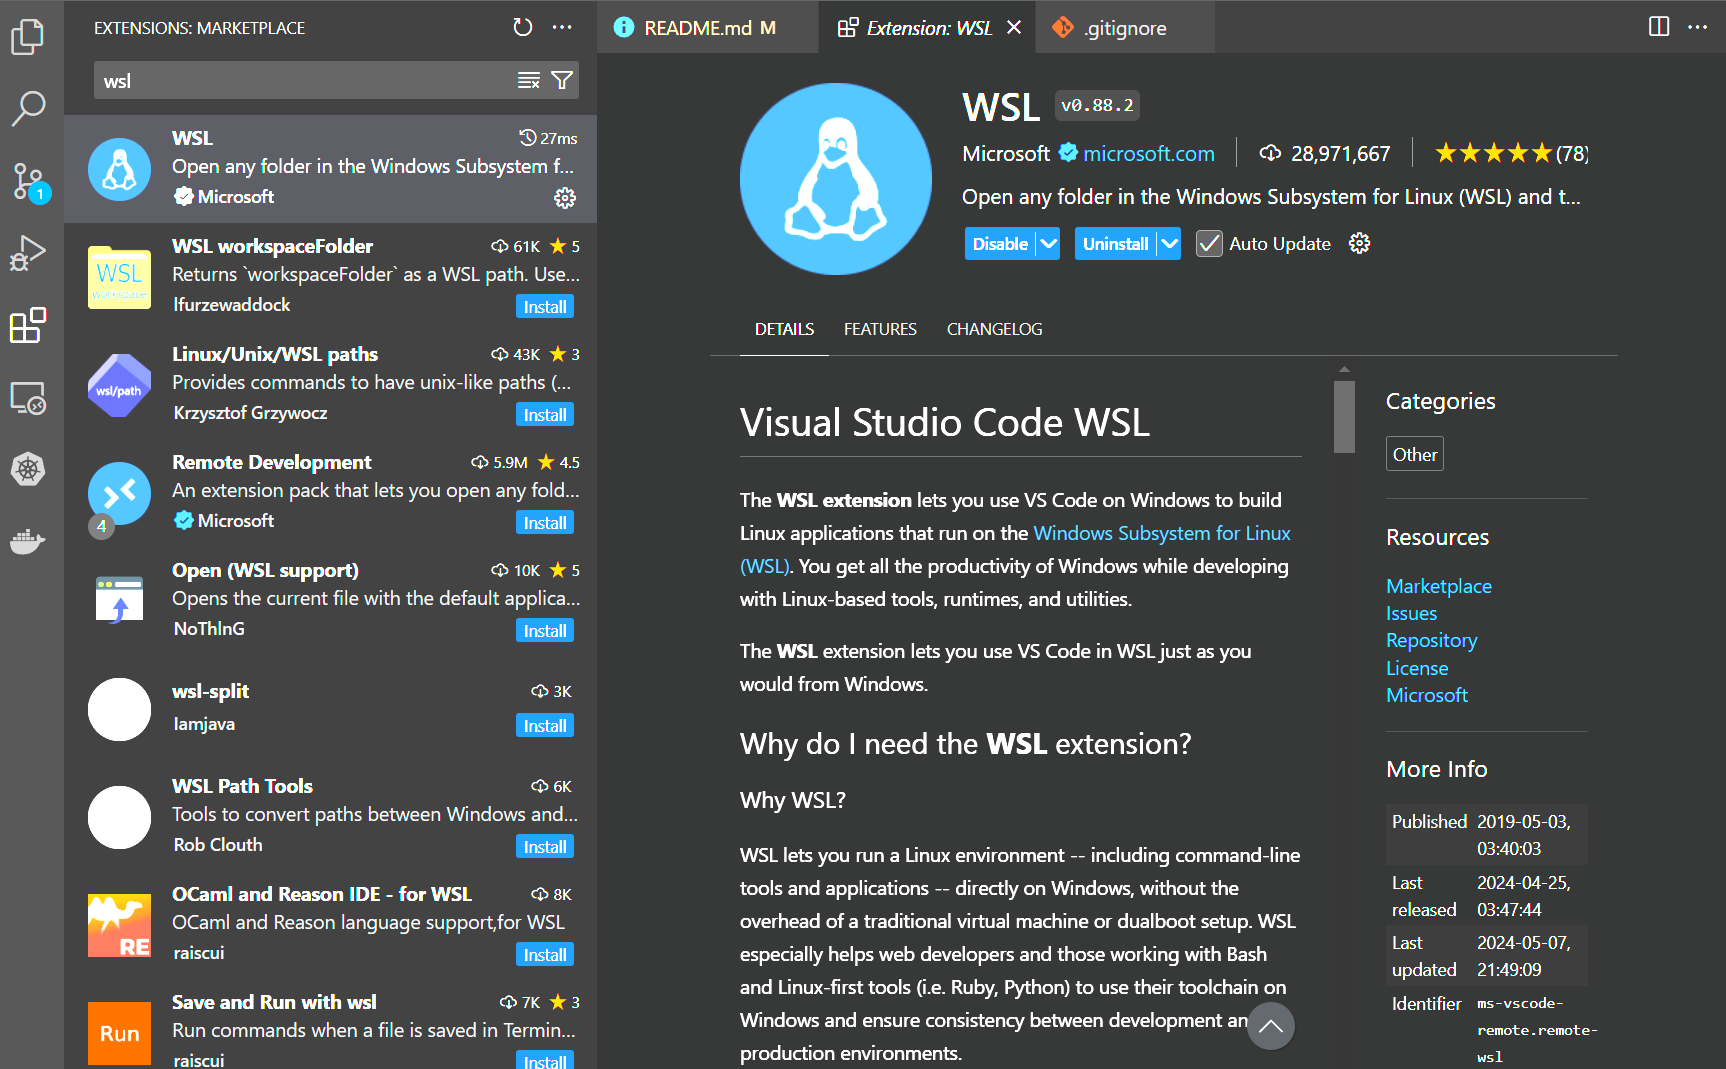 EXTENSIONS: MARKETPLACE
wsl
WSL
27ms
Open any folder in the Windows Subsystem f...
Microsoft
WSL
workspace
WSL workspaceFolder
61K ★ 5
Returns `workspaceFolder` as a WSL path. Use...
lfurzewaddock
Install
wsl/path
Linux/Unix/WSL paths
43K ★ 3
Provides commands to have unix-like paths (...
Krzysztof Grzywocz
Install
4
Remote Development
5.9M ★ 4.5
An extension pack that lets you open any fold...
Microsoft
Install
Open (WSL support)
10K ★ 5
Opens the current file with the default applica...
NoThlnG
Install
wsl-split
3K
lamjava
Install
WSL Path Tools
6K
Tools to convert paths between Windows and...
Rob Clouth
Install
RE
OCaml and Reason IDE - for WSL
8K
OCaml and Reason language support,for WSL
raiscui
Install
Run
Save and Run with wsl
7K ★ 3
Run commands when a file is saved in Termin...
raiscui
Install
1
README.md M
Extension: WSL
.gitignore
WSL v0.88.2
Microsoft microsoft.com 28,971,667 ★★★★★(78)
Open any folder in the Windows Subsystem for Linux (WSL) and t...
Disable Uninstall Auto Update
DETAILS FEATURES CHANGELOG
Visual Studio Code WSL
The WSL extension lets you use VS Code on Windows to build
Linux applications that run on the Windows Subsystem for Linux
(WSL). You get all the productivity of Windows while developing
with Linux-based tools, runtimes, and utilities.
The WSL extension lets you use VS Code in WSL just as you
would from Windows.
Why do I need the WSL extension?
Why WSL?
WSL lets you run a Linux environment -- including command-line
tools and applications -- directly on Windows, without the
overhead of a traditional virtual machine or dualboot setup. WSL
especially helps web developers and those working with Bash
and Linux-first tools (i.e. Ruby, Python) to use their toolchain on
Windows and ensure consistency between development an
production environments.
Categories
Other
Resources
Marketplace
Issues
Repository
License
Microsoft
More Info
Published 2019-05-03,
03:40:03
Last 2024-04-25,
released 03:47:44
Last 2024-05-07,
updated 21:49:09
Identifier ms-vscode-
remote.remote-
wsl